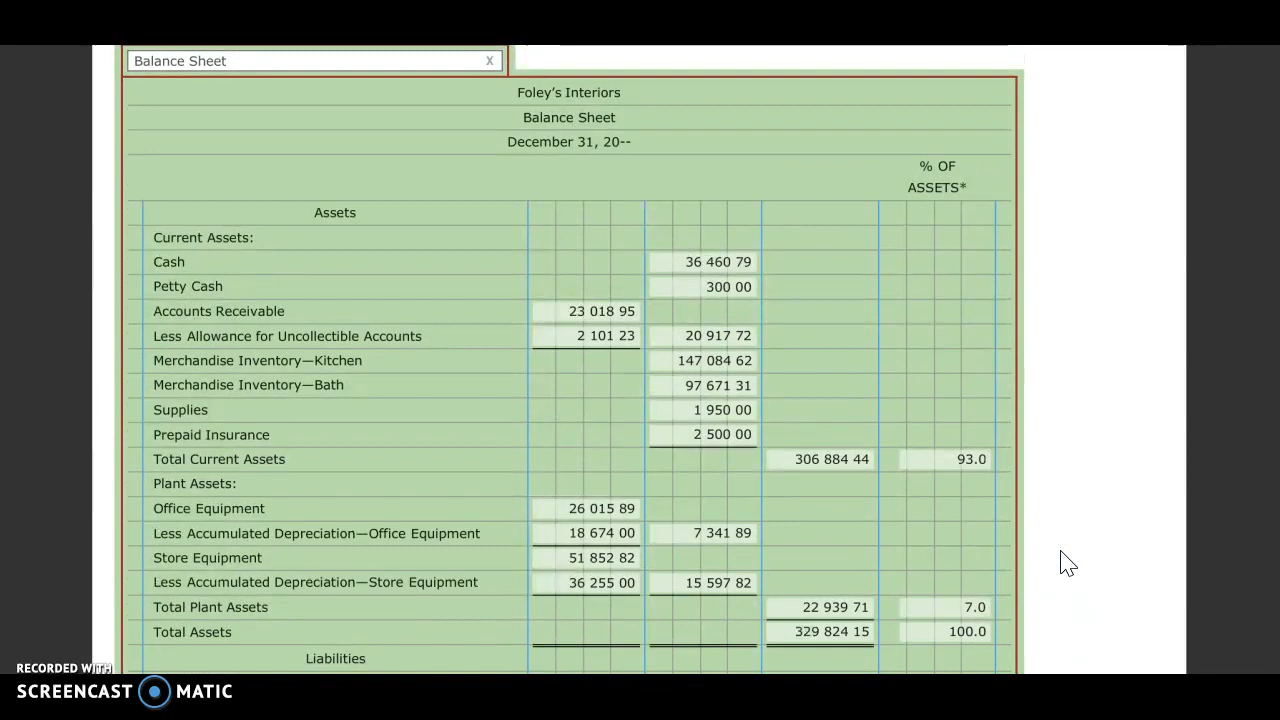 Balance Sheet X
Foley's Interiors
Balance Sheet
December 31, 20--
% OF
ASSETS*
Assets
Current Assets:
Cash 36 460 79
Petty Cash 300 00
Accounts Receivable 23 018 95
Less Allowance for Uncollectible Accounts 2 101 23 20 917 72
Merchandise Inventory—Kitchen 147 084 62
Merchandise Inventory—Bath 97 671 31
Supplies 1 950 00
Prepaid Insurance 2 500 00
Total Current Assets 306 884 44 93.0
Plant Assets:
Office Equipment 26 015 89
Less Accumulated Depreciation—Office Equipment 18 674 00 7 341 89
Store Equipment 51 852 82
Less Accumulated Depreciation—Store Equipment 36 255 00 15 597 82
Total Plant Assets 22 939 71 7.0
Total Assets 329 824 15 100.0
Liabilities
RECORDED WITH
SCREENCAST MATIC